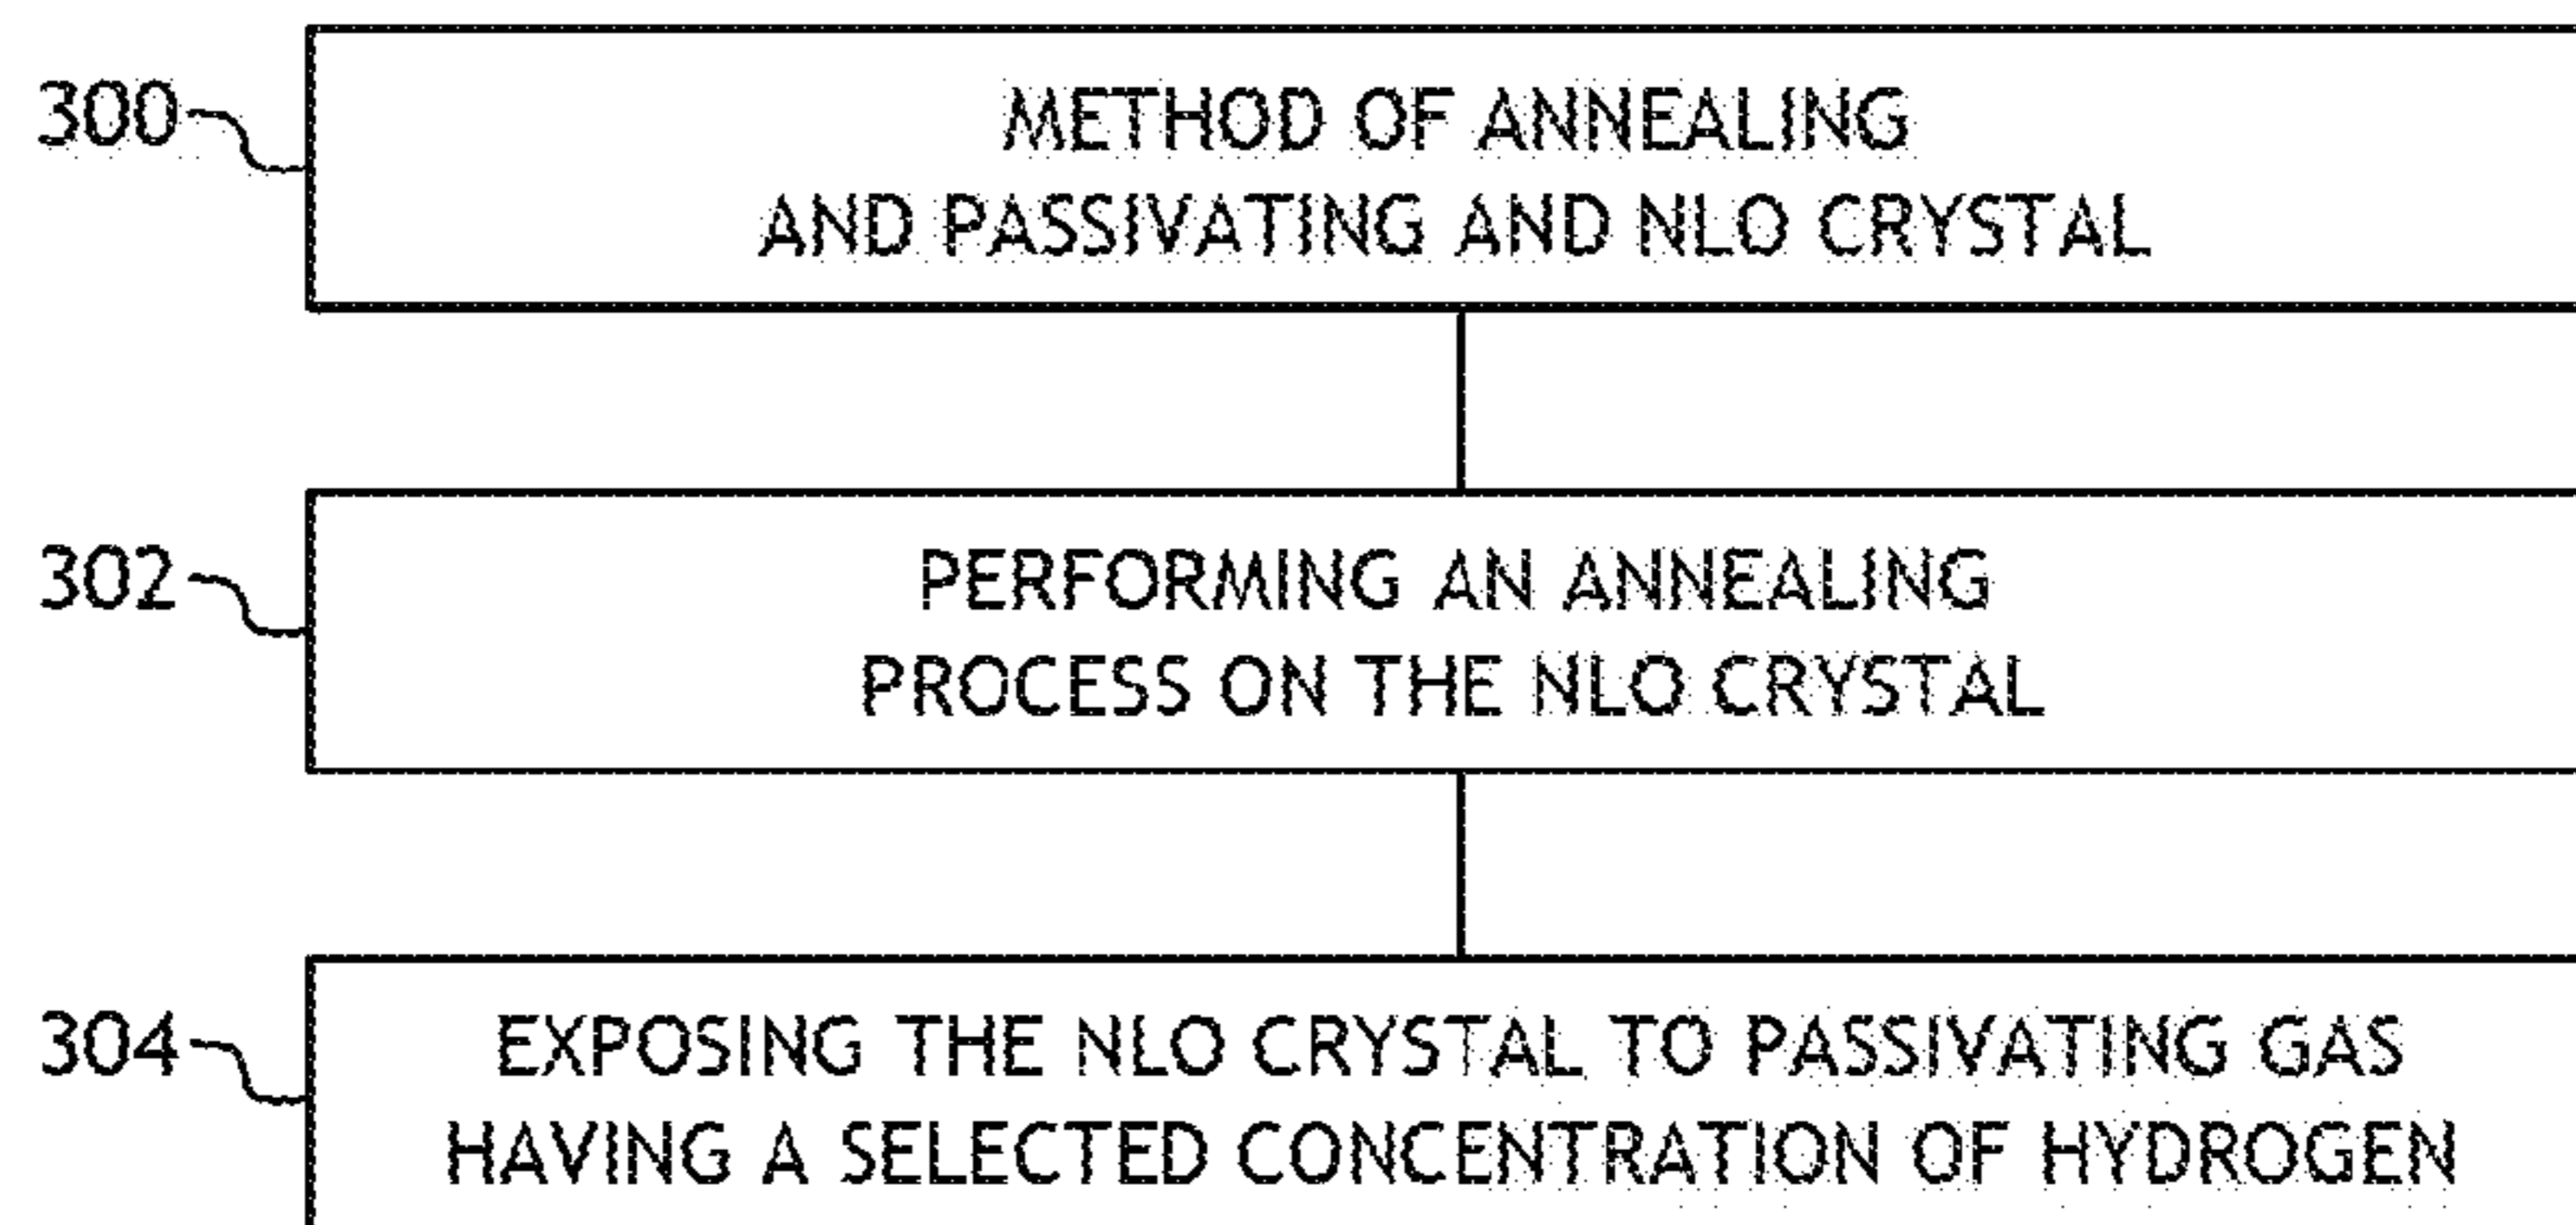 300
METHOD OF ANNEALING
AND PASSIVATING AND NLO CRYSTAL
302
PERFORMING AN ANNEALING
PROCESS ON THE NLO CRYSTAL
304
EXPOSING THE NLO CRYSTAL TO PASSIVATING GAS
HAVING A SELECTED CONCENTRATION OF HYDROGEN